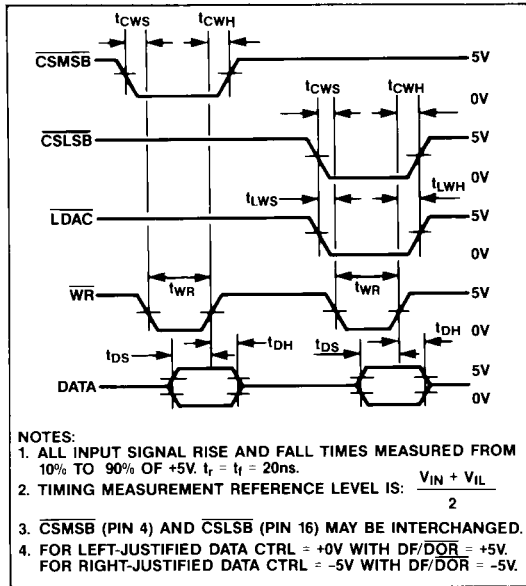 tCWS tCWH
CSMSB 5V
0V
tCWS tCWH
CSLSB 5V
0V
tLWS tLWH
LDAC 5V
0V
tWR tWR
WR 5V
0V
tDS tDH tDS tDH
DATA 5V
0V
NOTES:
1. ALL INPUT SIGNAL RISE AND FALL TIMES MEASURED FROM
10% TO 90% OF +5V. tr = tf = 20ns.
2. TIMING MEASUREMENT REFERENCE LEVEL IS: VIN + VIL
2
3. CSMSB (PIN 4) AND CSLSB (PIN 16) MAY BE INTERCHANGED.
4. FOR LEFT-JUSTIFIED DATA CTRL = +0V WITH DF/DOR = +5V.
FOR RIGHT-JUSTIFIED DATA CTRL = -5V WITH DF/DOR = -5V.